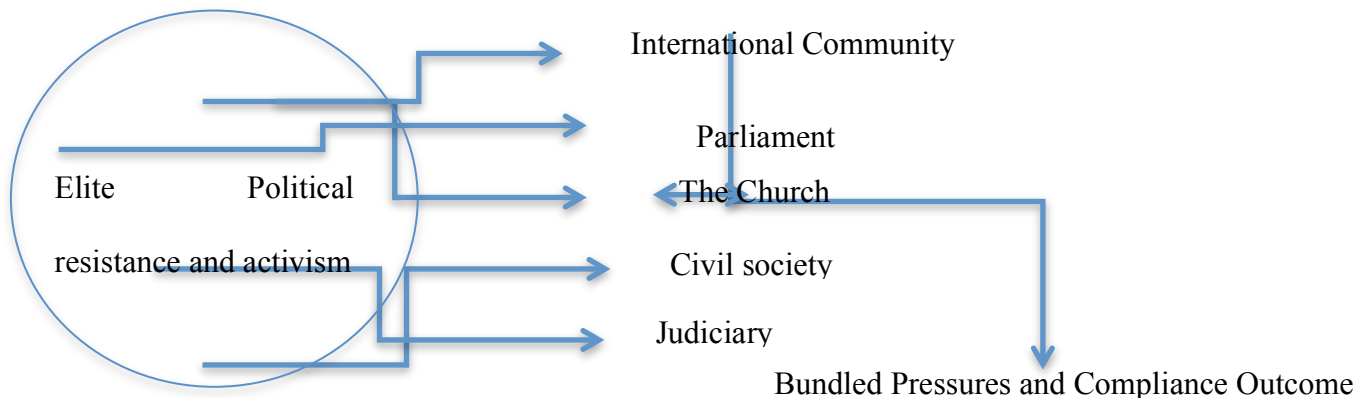 International Community
Parliament
Elite Political
The Church
resistance and activism
Civil society
Judiciary
Bundled Pressures and Compliance Outcome